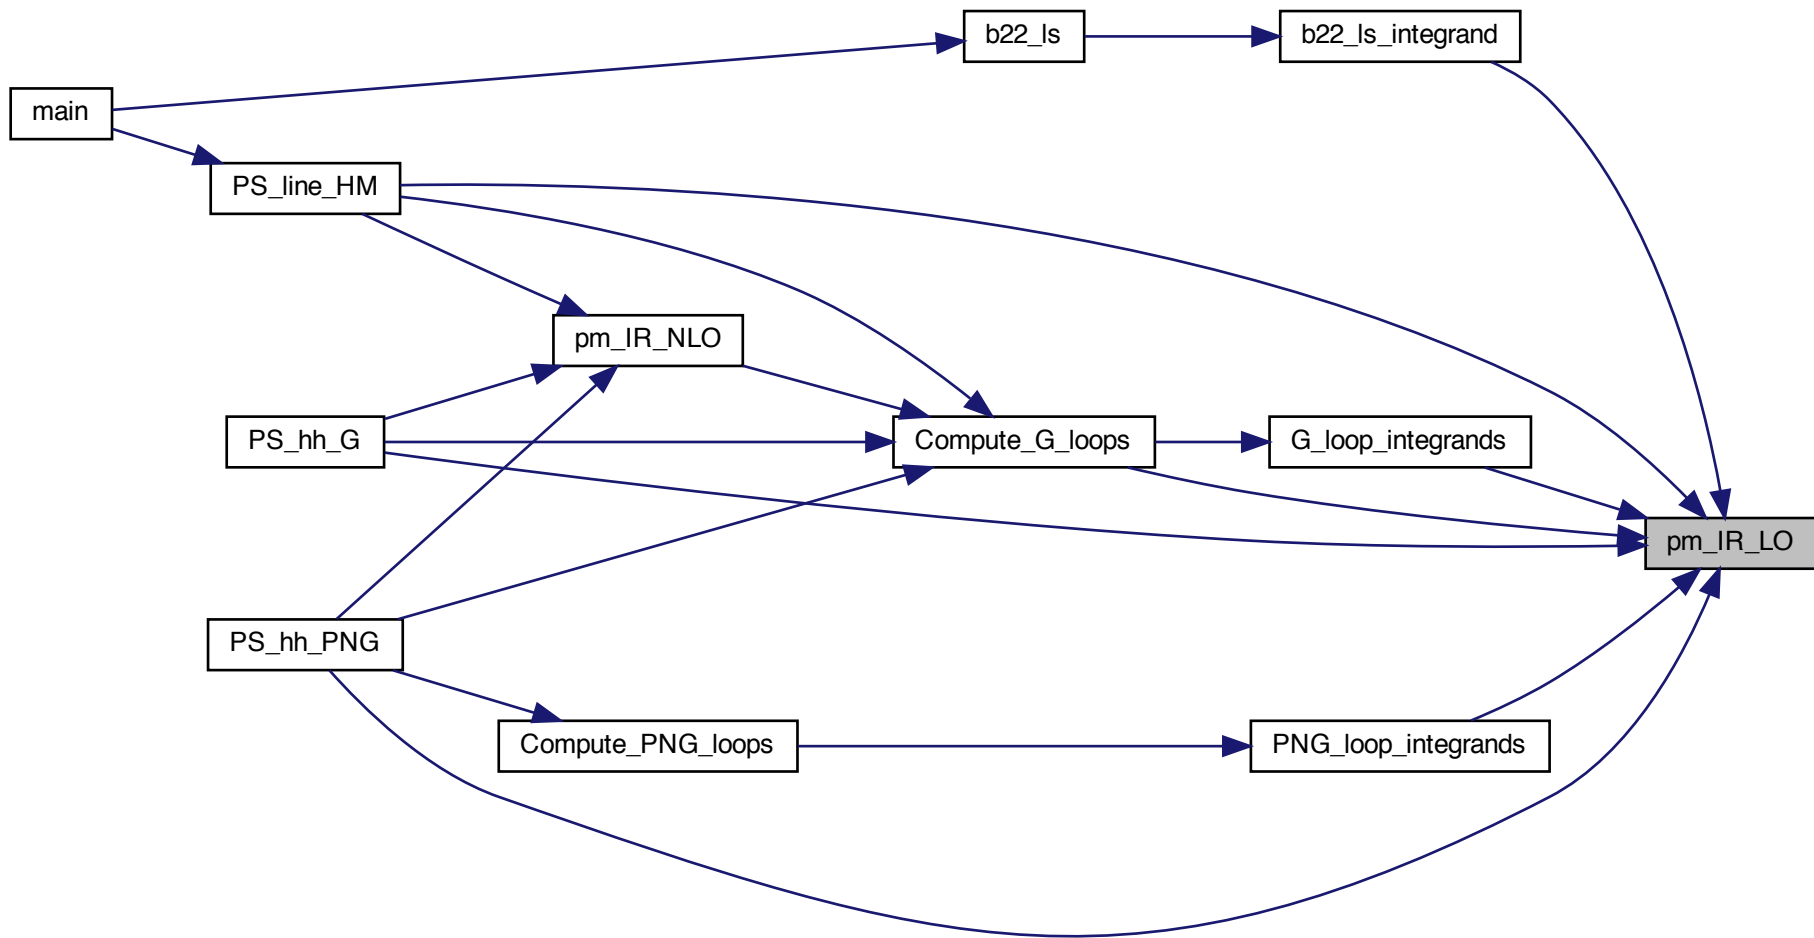 b22_ls
b22_ls_integrand
main
PS_line_HM
pm_IR_NLO
PS_hh_G
Compute_G_loops
G_loop_integrands
pm_IR_LO
PS_hh_PNG
Compute_PNG_loops
PNG_loop_integrands